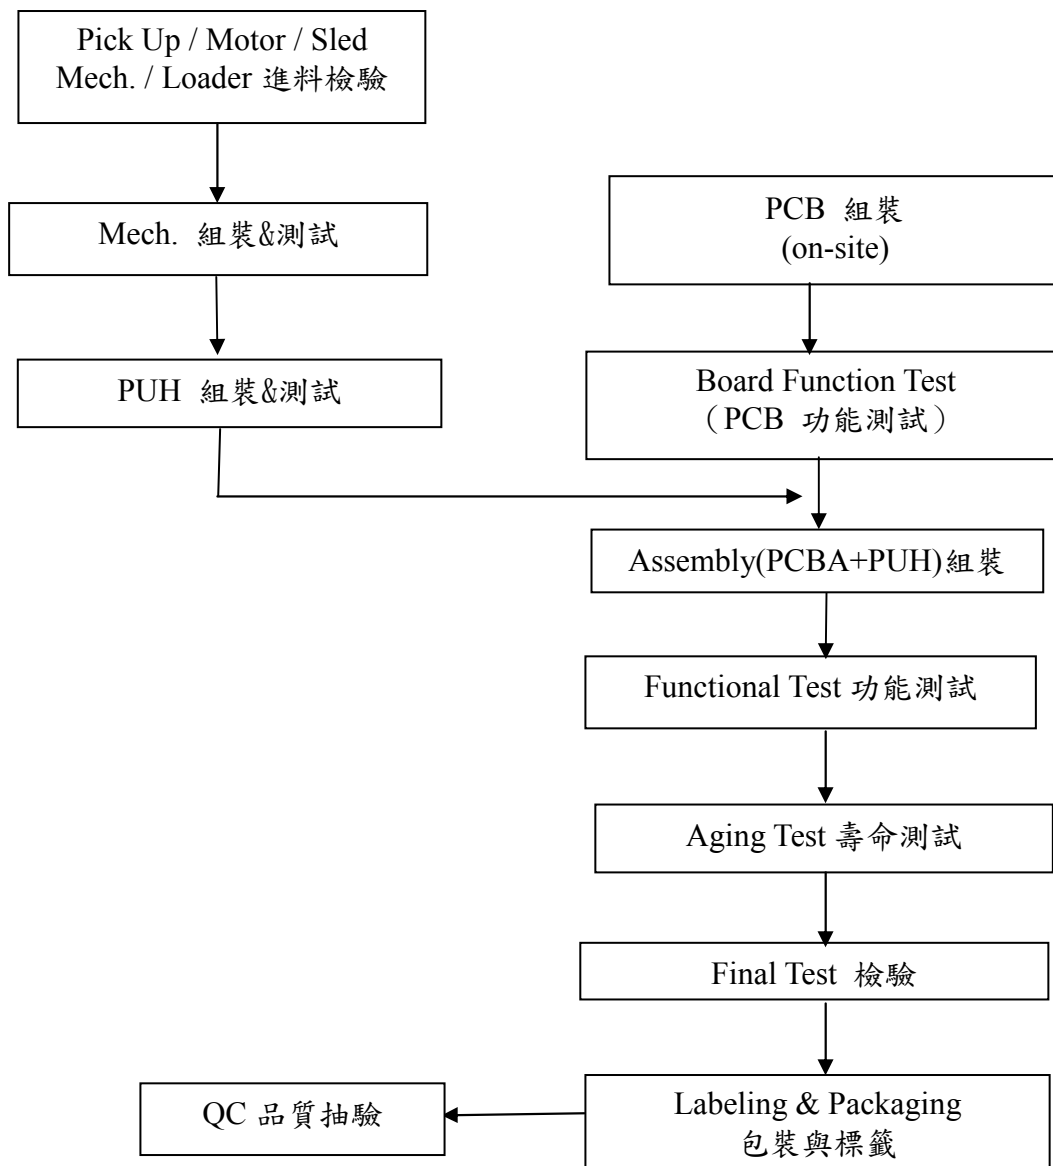 Pick Up / Motor / Sled
Mech. / Loader 進料檢驗
Mech. 組裝&測試
PUH 組裝&測試
PCB 組裝
(on-site)
Board Function Test
（PCB 功能測試）
Assembly(PCBA+PUH)組裝
Functional Test 功能測試
Aging Test 壽命測試
Final Test 檢驗
Labeling & Packaging
包裝與標籤
QC 品質抽驗